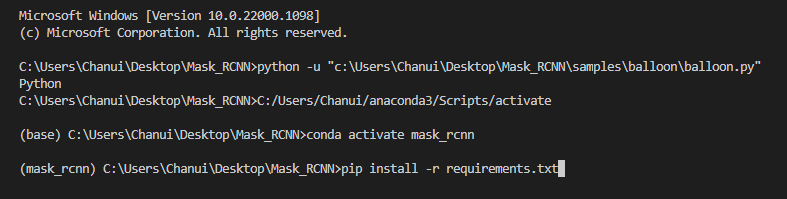 Microsoft Windows [Version 10.0.22000.1098]
(c) Microsoft Corporation. All rights reserved.
C:\Users\Chanui\Desktop\Mask_RCNN>python -u "c:\Users\Chanui\Desktop\Mask_RCNN\samples\balloon\balloon.py"
Python
C:\Users\Chanui\Desktop\Mask_RCNN>C:/Users/Chanui/anaconda3/Scripts/activate
(base) C:\Users\Chanui\Desktop\Mask_RCNN>conda activate mask_rcnn
(mask_rcnn) C:\Users\Chanui\Desktop\Mask_RCNN>pip install -r requirements.txt